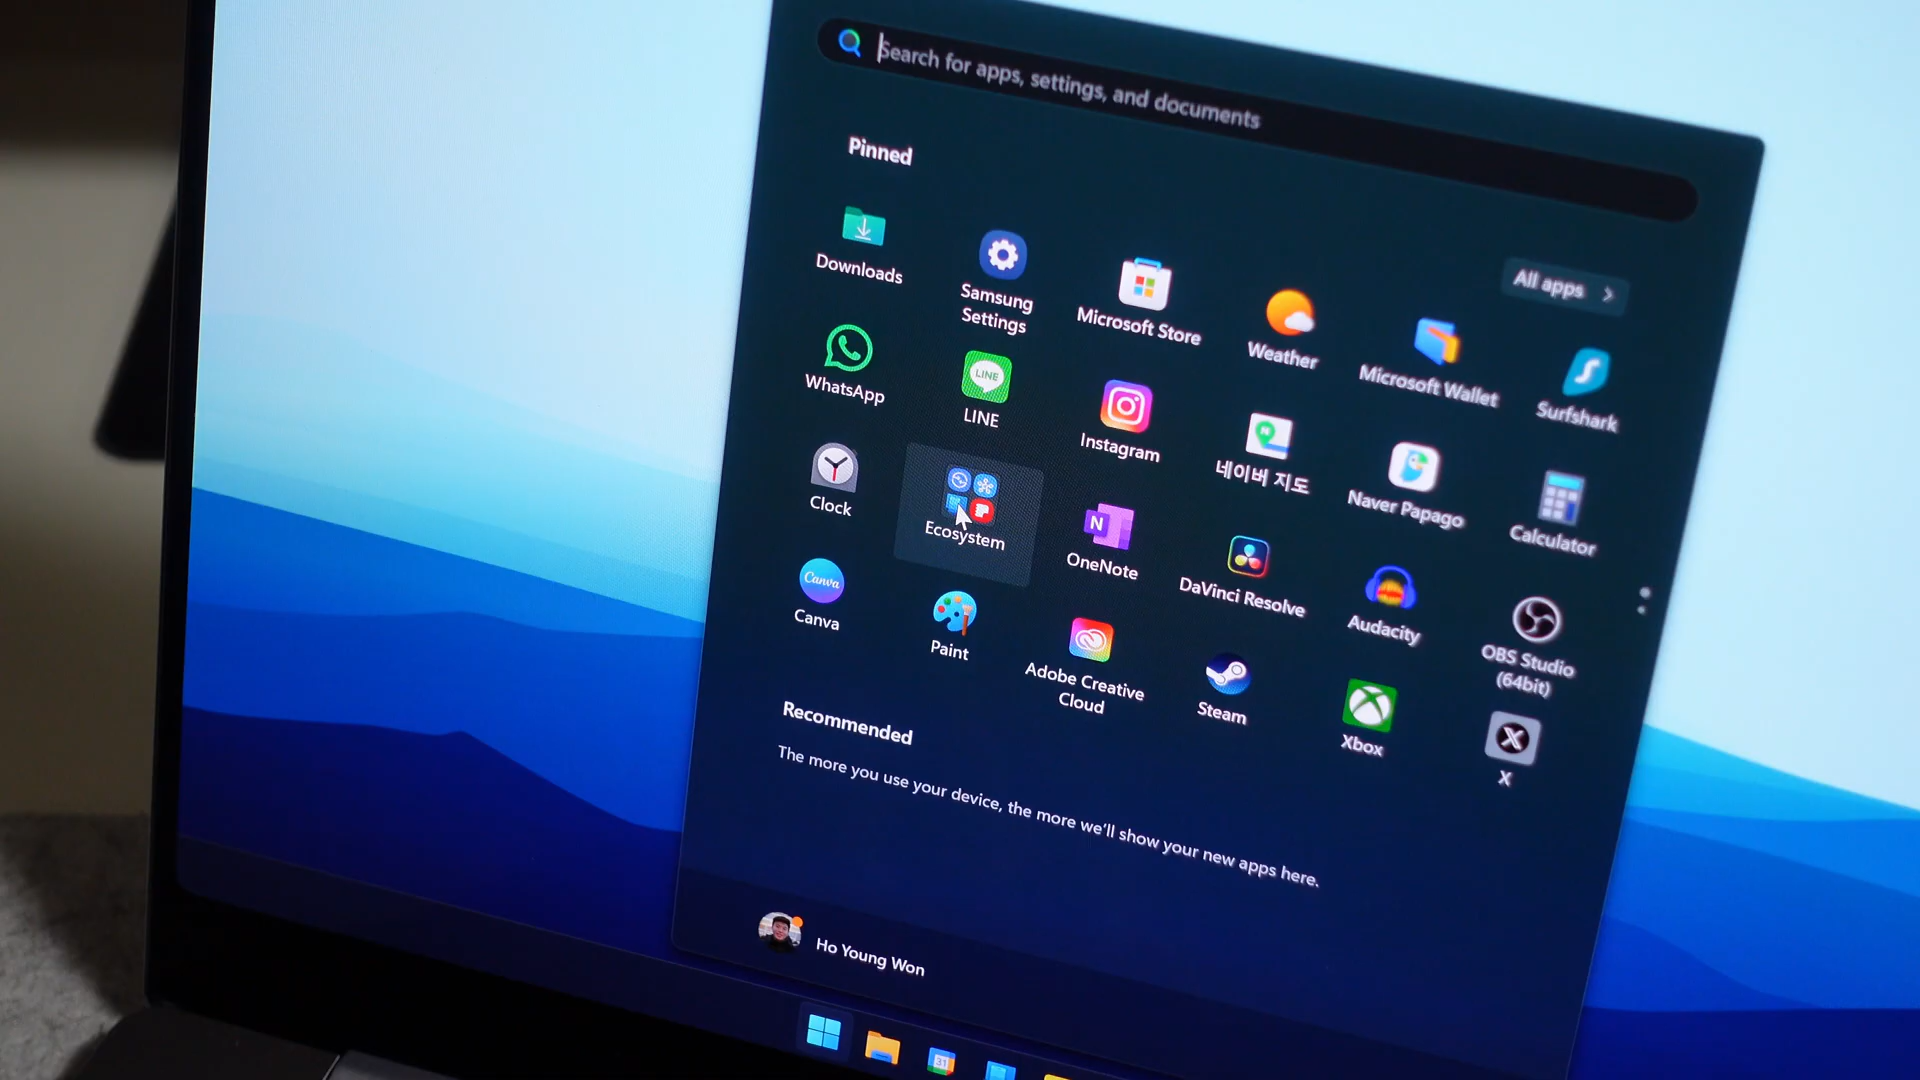 Search for apps, settings, and documents
Pinned
All apps
Downloads
Samsung
Settings
Microsoft Store
Weather
Microsoft Wallet
Surfshark
WhatsApp
LINE
LINE
Instagram
N
네이버 지도
Naver Papago
Calculator
Clock
Ecosystem
N
OneNote
DaVinci Resolve
Audacity
OBS Studio
(64bit)
Canva
Canva
Paint
Adobe Creative
Cloud
Steam
Xbox
X
X
Recommended
The more you use your device, the more we'll show your new apps here.
Ho Young Won
31